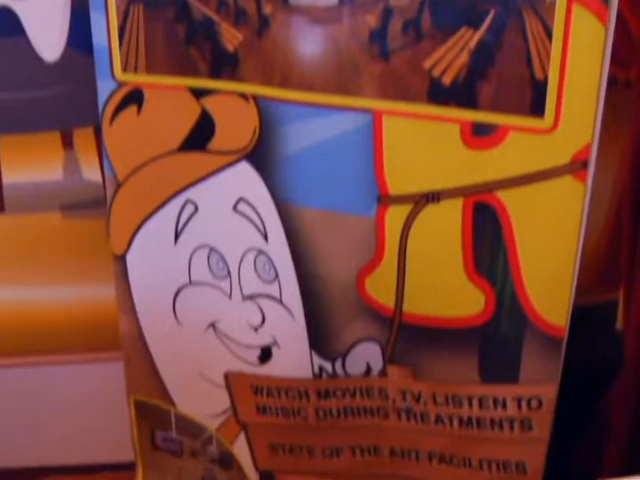 R
WATCH MOVIES, TV, LISTEN TO
MUSIC DURING TREATMENTS
STATE OF THE ART FACILITIES